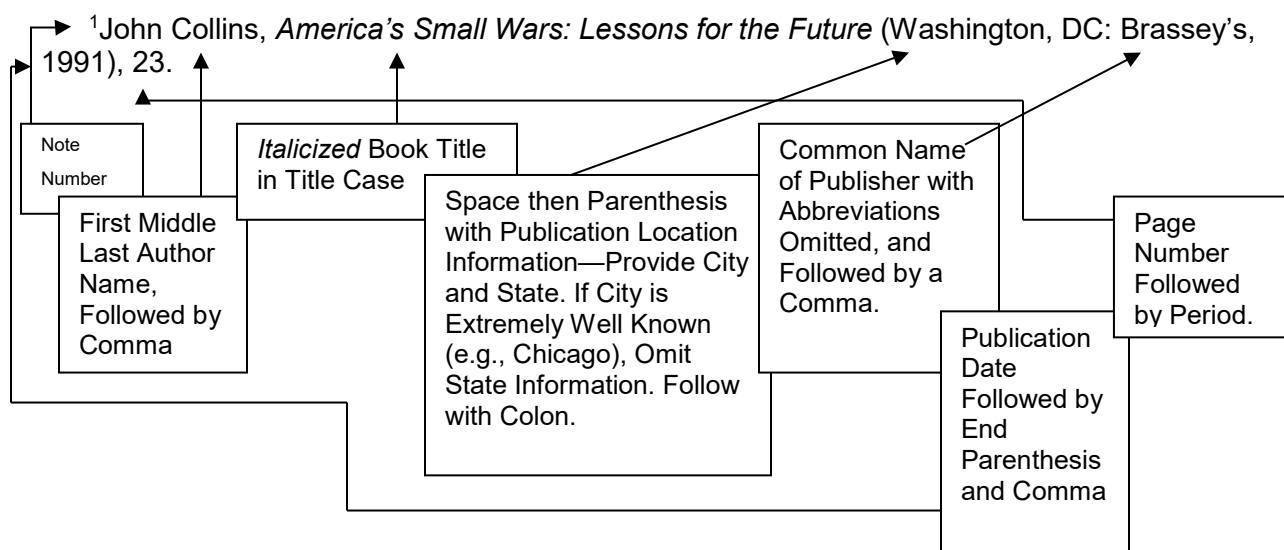 ¹John Collins, America’s Small Wars: Lessons for the Future (Washington, DC: Brassey’s,
1991), 23.
Note
Number
First Middle
Last Author
Name,
Followed by
Comma
Italicized Book Title
in Title Case
Space then Parenthesis
with Publication Location
Information—Provide City
and State. If City is
Extremely Well Known
(e.g., Chicago), Omit
State Information. Follow
with Colon.
Common Name
of Publisher with
Abbreviations
Omitted, and
Followed by a
Comma.
Publication
Date
Followed by
End
Parenthesis
and Comma
Page
Number
Followed
by Period.